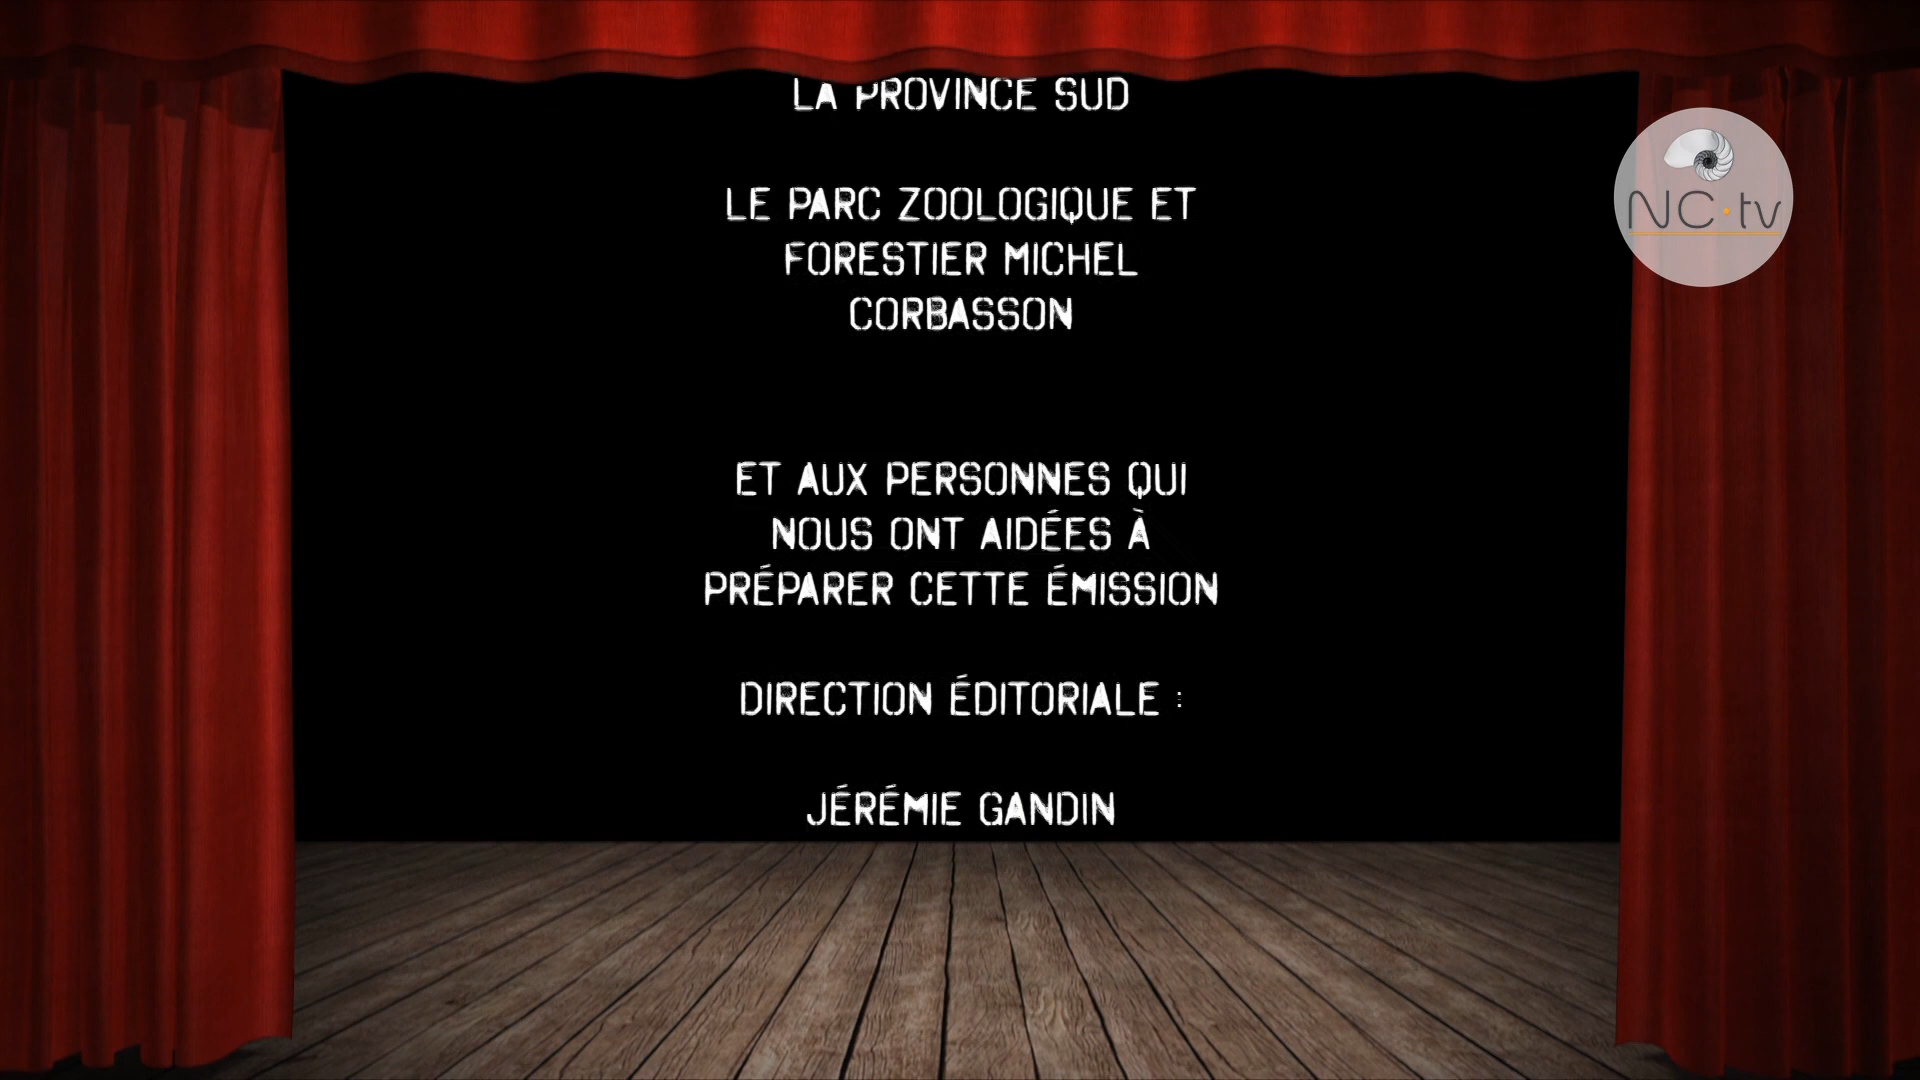 LA PROVINCE SUD
LE PARC ZOOLOGIQUE ET
FORESTIER MICHEL
CORBASSON
ET AUX PERSONNES QUI
NOUS ONT AIDÉES À
PRÉPARER CETTE ÉMISSION
DIRECTION ÉDITORIALE :
JÉRÉMIE GANDIN
NC•tv